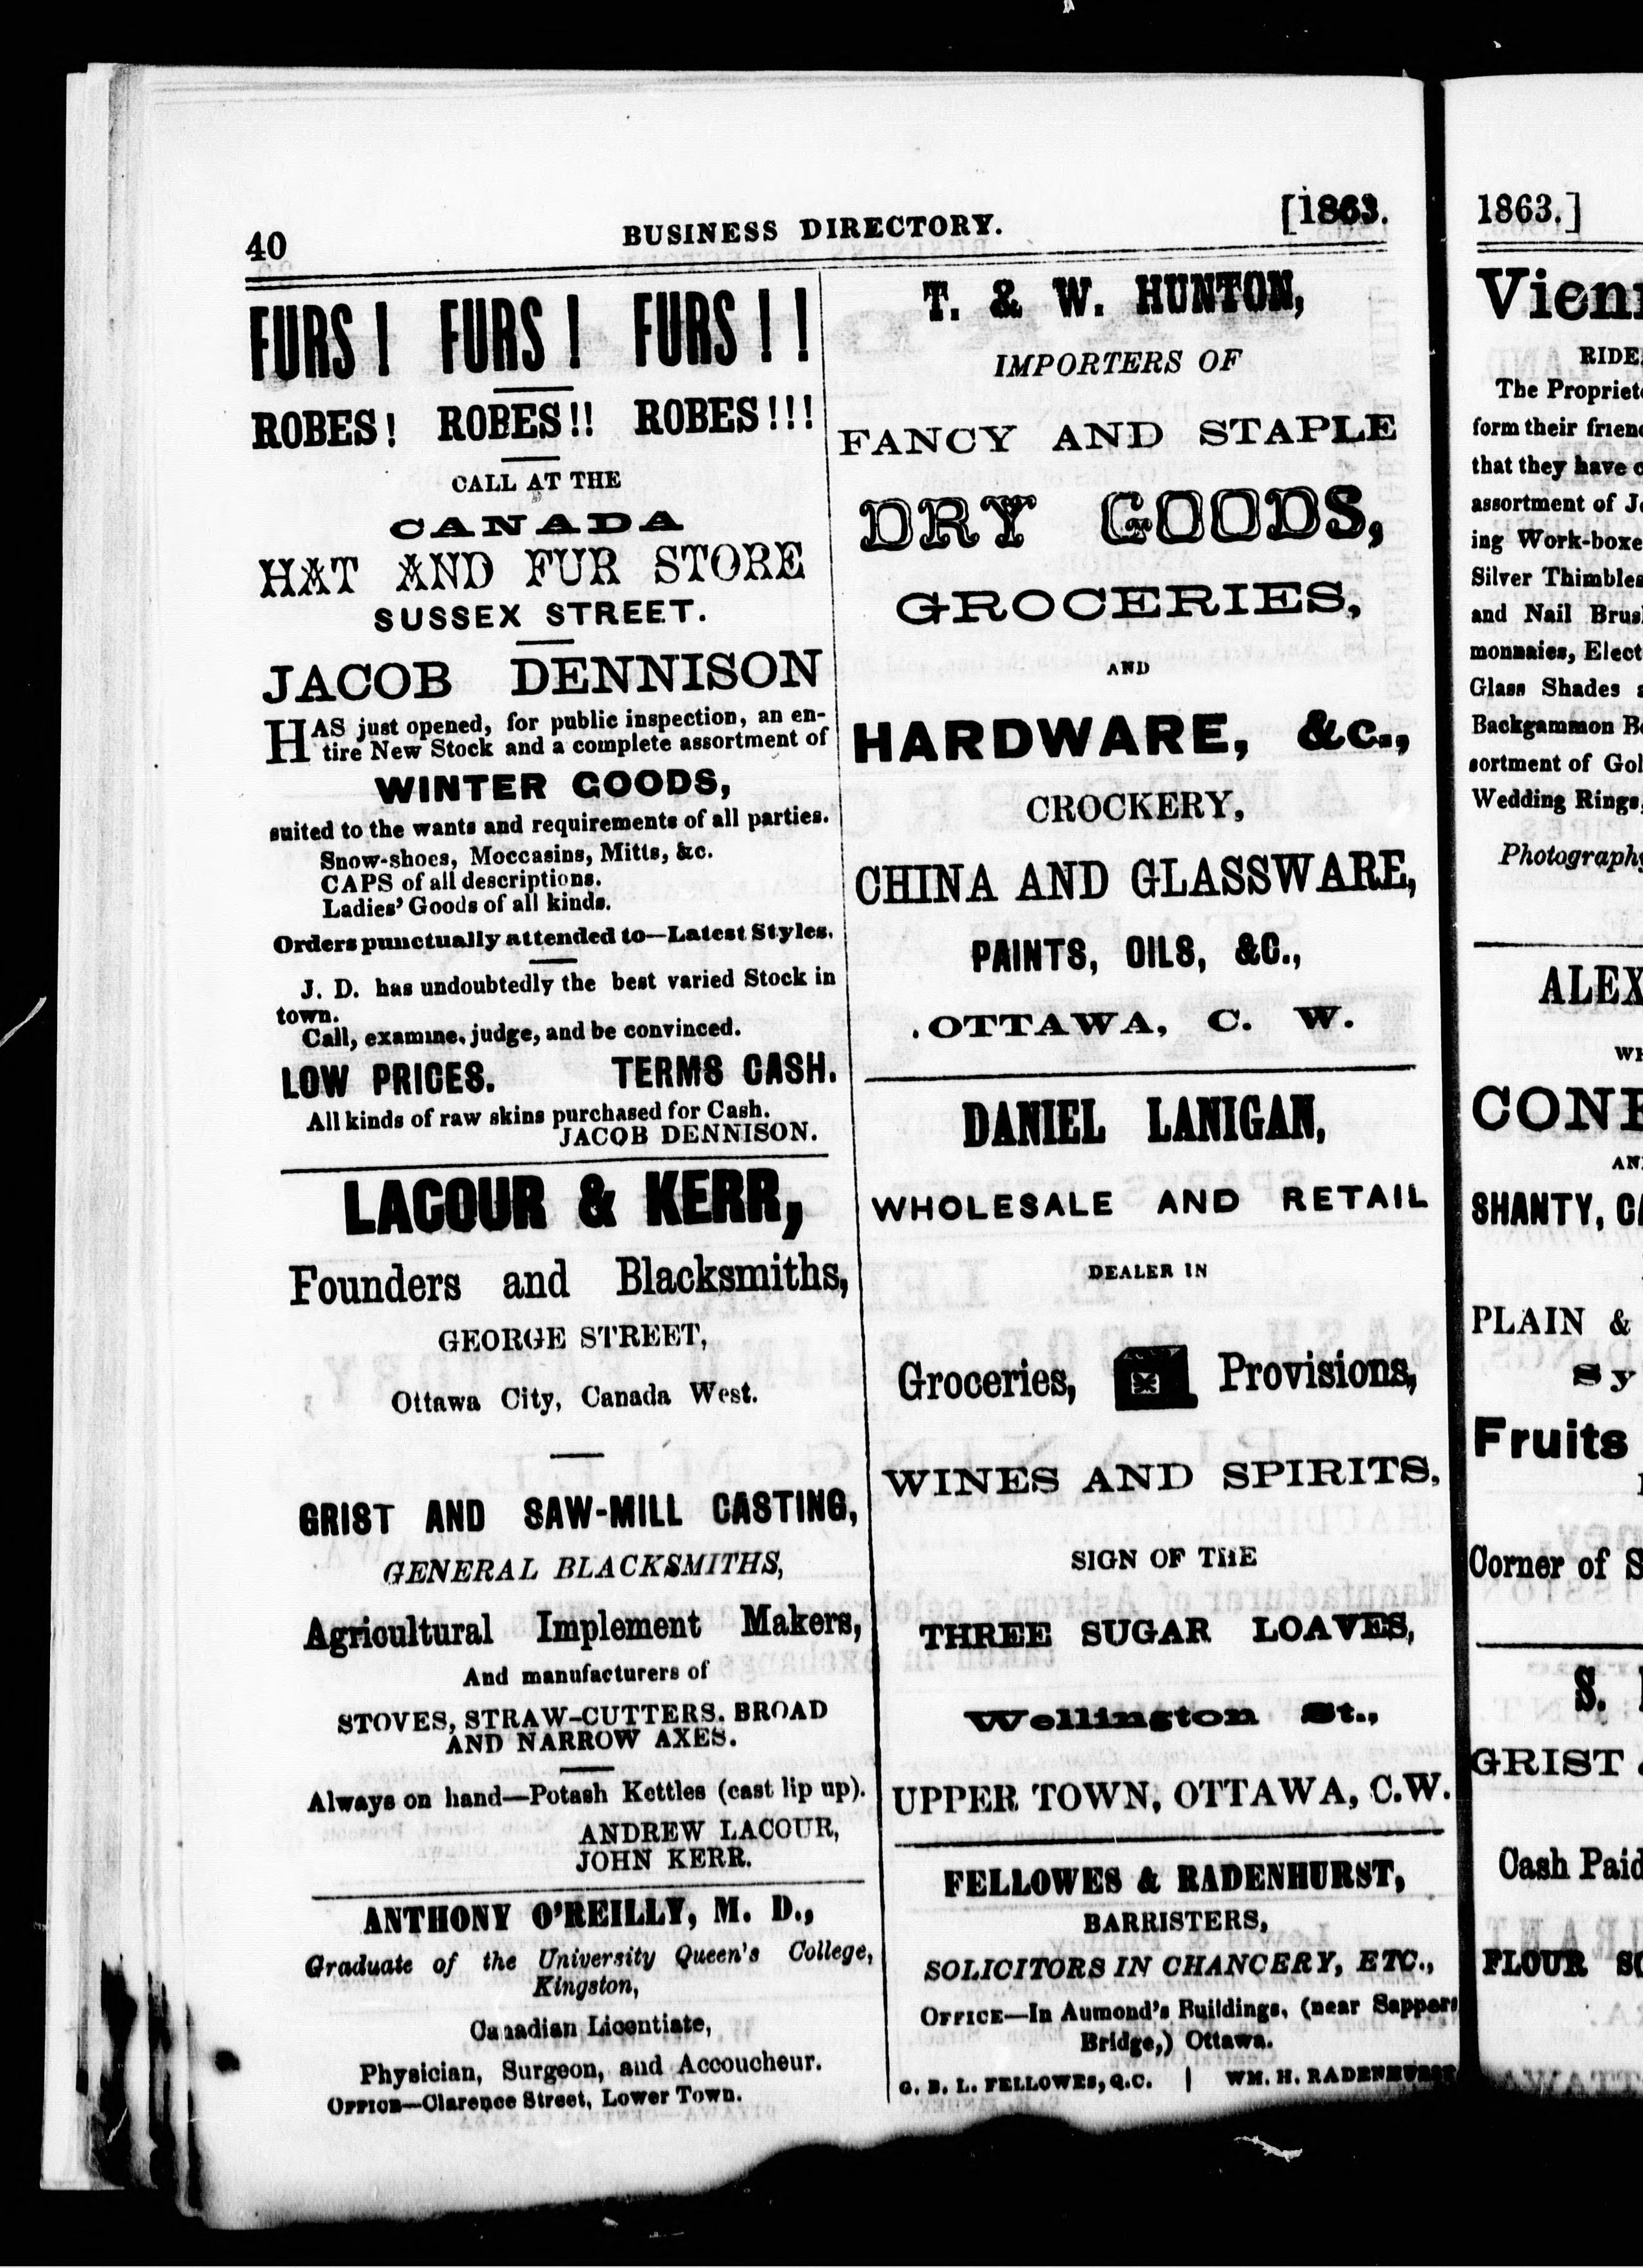 40
BUSINESS DIRECTORY.
[1863.
FURS! FURS! FURS!!
ROBES! ROBES!! ROBES!!!
CALL AT THE
CANADA
HAT AND FUR STORE
SUSSEX STREET.
JACOB DENNISON
HAS just opened, for public inspection, an en-
tire New Stock and a complete assortment of
WINTER GOODS,
suited to the wants and requirements of all parties.
Snow-shoes, Moccasins, Mitts, &c.
CAPS of all descriptions.
Ladies' Goods of all kinds.
Orders punctually attended to—Latest Styles.
J. D. has undoubtedly the best varied Stock in
town.
Call, examine, judge, and be convinced.
LOW PRICES. TERMS CASH.
All kinds of raw skins purchased for Cash.
JACOB DENNISON.
LACOUR & KERR,
Founders and Blacksmiths,
GEORGE STREET,
Ottawa City, Canada West.
GRIST AND SAW-MILL CASTING,
GENERAL BLACKSMITHS,
Agricultural Implement Makers,
And manufacturers of
STOVES, STRAW-CUTTERS. BROAD
AND NARROW AXES.
Always on hand—Potash Kettles (cast lip up).
ANDREW LACOUR,
JOHN KERR.
ANTHONY O'REILLY, M. D.,
Graduate of the University Queen's College,
Kingston,
Canadian Licentiate,
Physician, Surgeon, and Accoucheur.
OFFICE—Clarence Street, Lower Town.
T. & W. HUNTON,
IMPORTERS OF
FANCY AND STAPLE
DRY GOODS,
GROCERIES,
AND
HARDWARE, &c.,
CROCKERY,
CHINA AND GLASSWARE,
PAINTS, OILS, &C.,
OTTAWA, C. W.
DANIEL LANIGAN,
WHOLESALE AND RETAIL
DEALER IN
Groceries, Provisions,
WINES AND SPIRITS,
SIGN OF THE
THREE SUGAR LOAVES,
Wellington St.,
UPPER TOWN, OTTAWA, C.W.
FELLOWES & RADENHURST,
BARRISTERS,
SOLICITORS IN CHANCERY, ETC.,
OFFICE—In Aumond's Buildings, (near Sappers
Bridge,) Ottawa.
G. B. L. FELLOWES, Q.C. | WM. H. RADENHURST
1863.]
Vienn
RIDE
The Propriet
form their frien
that they have c
assortment of J
ing Work-boxe
Silver Thimbles
and Nail Brus
monnaies, Elect
Glass Shades
Backgammon B
sortment of Gol
Wedding Rings,
Photography
ALEX
WH
CONF
AN
SHANTY, CA
PLAIN &
Sy
Fruits
Corner of S
S.
GRIST &
Cash Paid
FLOUR SO